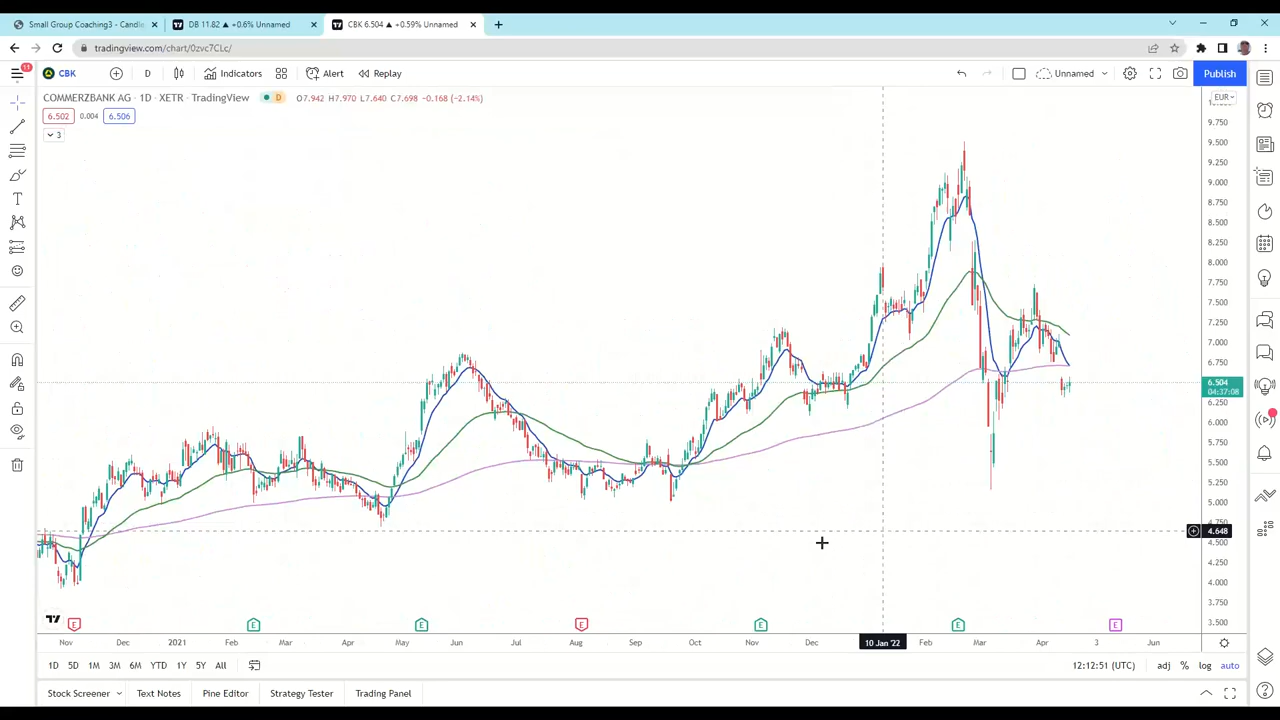 Small Group Coaching3 - Candle
DB 11.82 ▲ +0.6% Unnamed
CBK 6.504 ▲ +0.59% Unnamed
tradingview.com/chart/0zvc7CLc/
11
CBK
D
Indicators
Alert
Replay
Unnamed
Publish
COMMERZBANK AG · 1D · XETR · TradingView
D
O7.942 H7.970 L7.640 C7.698 -0.168 (-2.14%)
EUR
6.502
0.004
6.506
3
9.750
9.500
9.250
9.000
8.750
8.500
8.250
8.000
7.750
7.500
7.250
7.000
6.750
6.504
04:37:08
6.250
6.000
5.750
5.500
5.250
5.000
4.750
4.648
4.500
4.250
4.000
3.750
3.500
E
E
E
E
E
E
E
Nov
Dec
2021
Feb
Mar
Apr
May
Jun
Jul
Aug
Sep
Oct
Nov
Dec
10 Jan '22
Feb
Mar
Apr
3
Jun
1D
5D
1M
3M
6M
YTD
1Y
5Y
All
12:12:51 (UTC)
adj
%
log
auto
Stock Screener
Text Notes
Pine Editor
Strategy Tester
Trading Panel